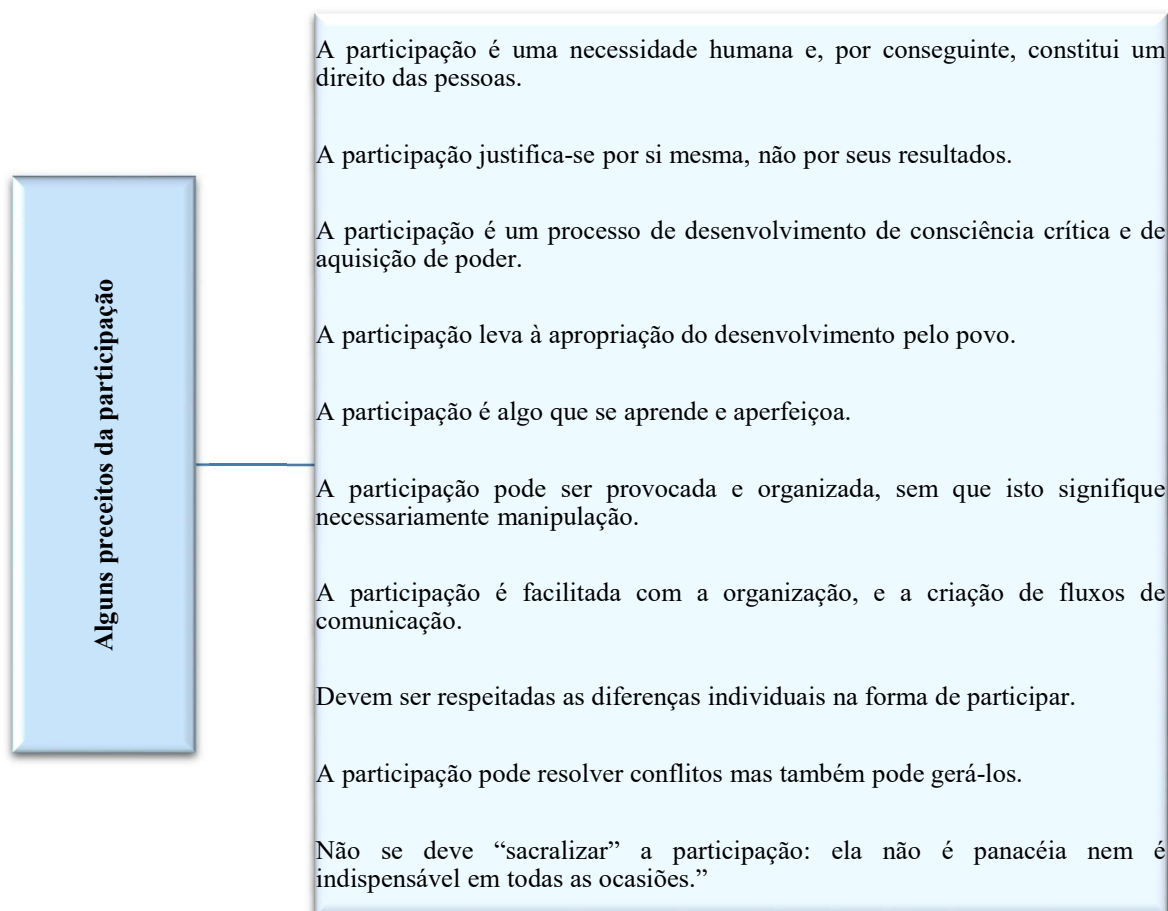 Alguns preceitos da participação
A participação é uma necessidade humana e, por conseguinte, constitui um
direito das pessoas.
A participação justifica-se por si mesma, não por seus resultados.
A participação é um processo de desenvolvimento de consciência crítica e de
aquisição de poder.
A participação leva à apropriação do desenvolvimento pelo povo.
A participação é algo que se aprende e aperfeiçoa.
A participação pode ser provocada e organizada, sem que isto signifique
necessariamente manipulação.
A participação é facilitada com a organização, e a criação de fluxos de
comunicação.
Devem ser respeitadas as diferenças individuais na forma de participar.
A participação pode resolver conflitos mas também pode gerá-los.
Não se deve “sacralizar” a participação: ela não é panacéia nem é
indispensável em todas as ocasiões.”